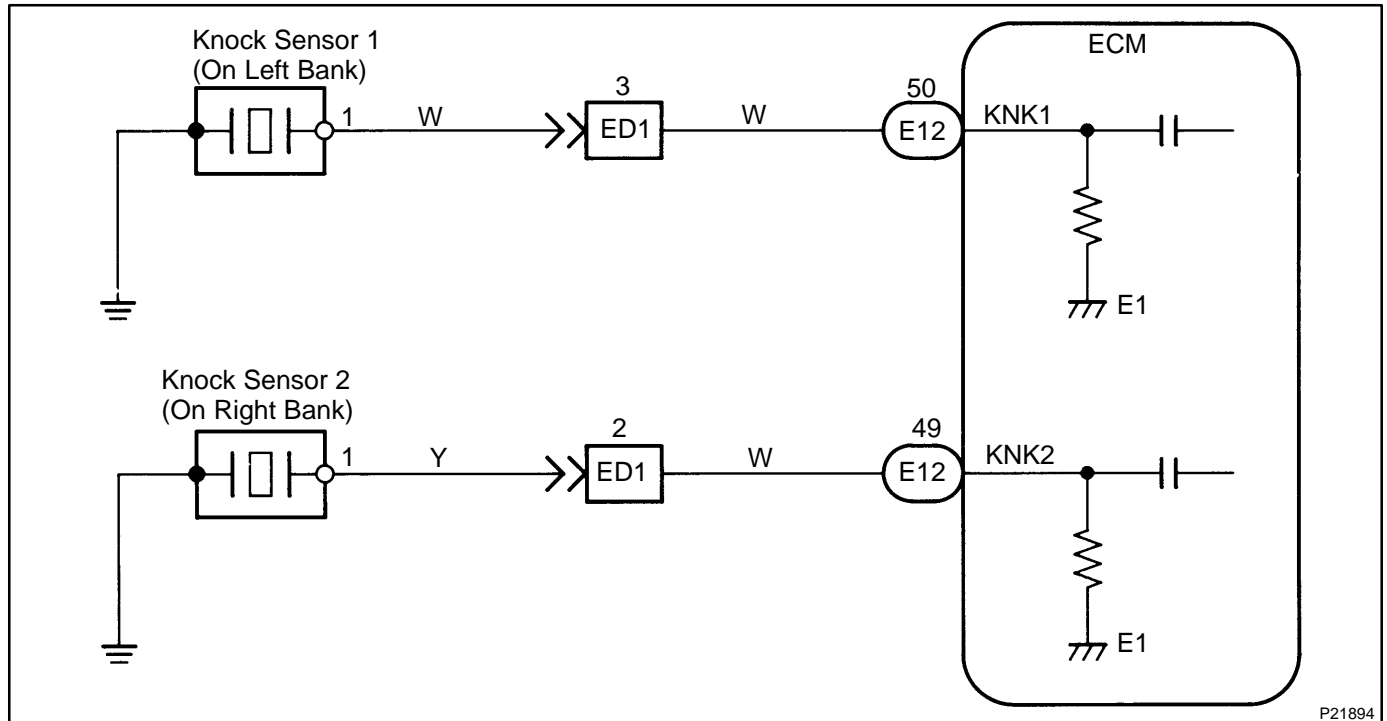 Knock Sensor 1
(On Left Bank)
ECM
1
W
3
ED1
W
50
E12
KNK1
E1
Knock Sensor 2
(On Right Bank)
1
Y
2
ED1
W
49
E12
KNK2
E1
P21894